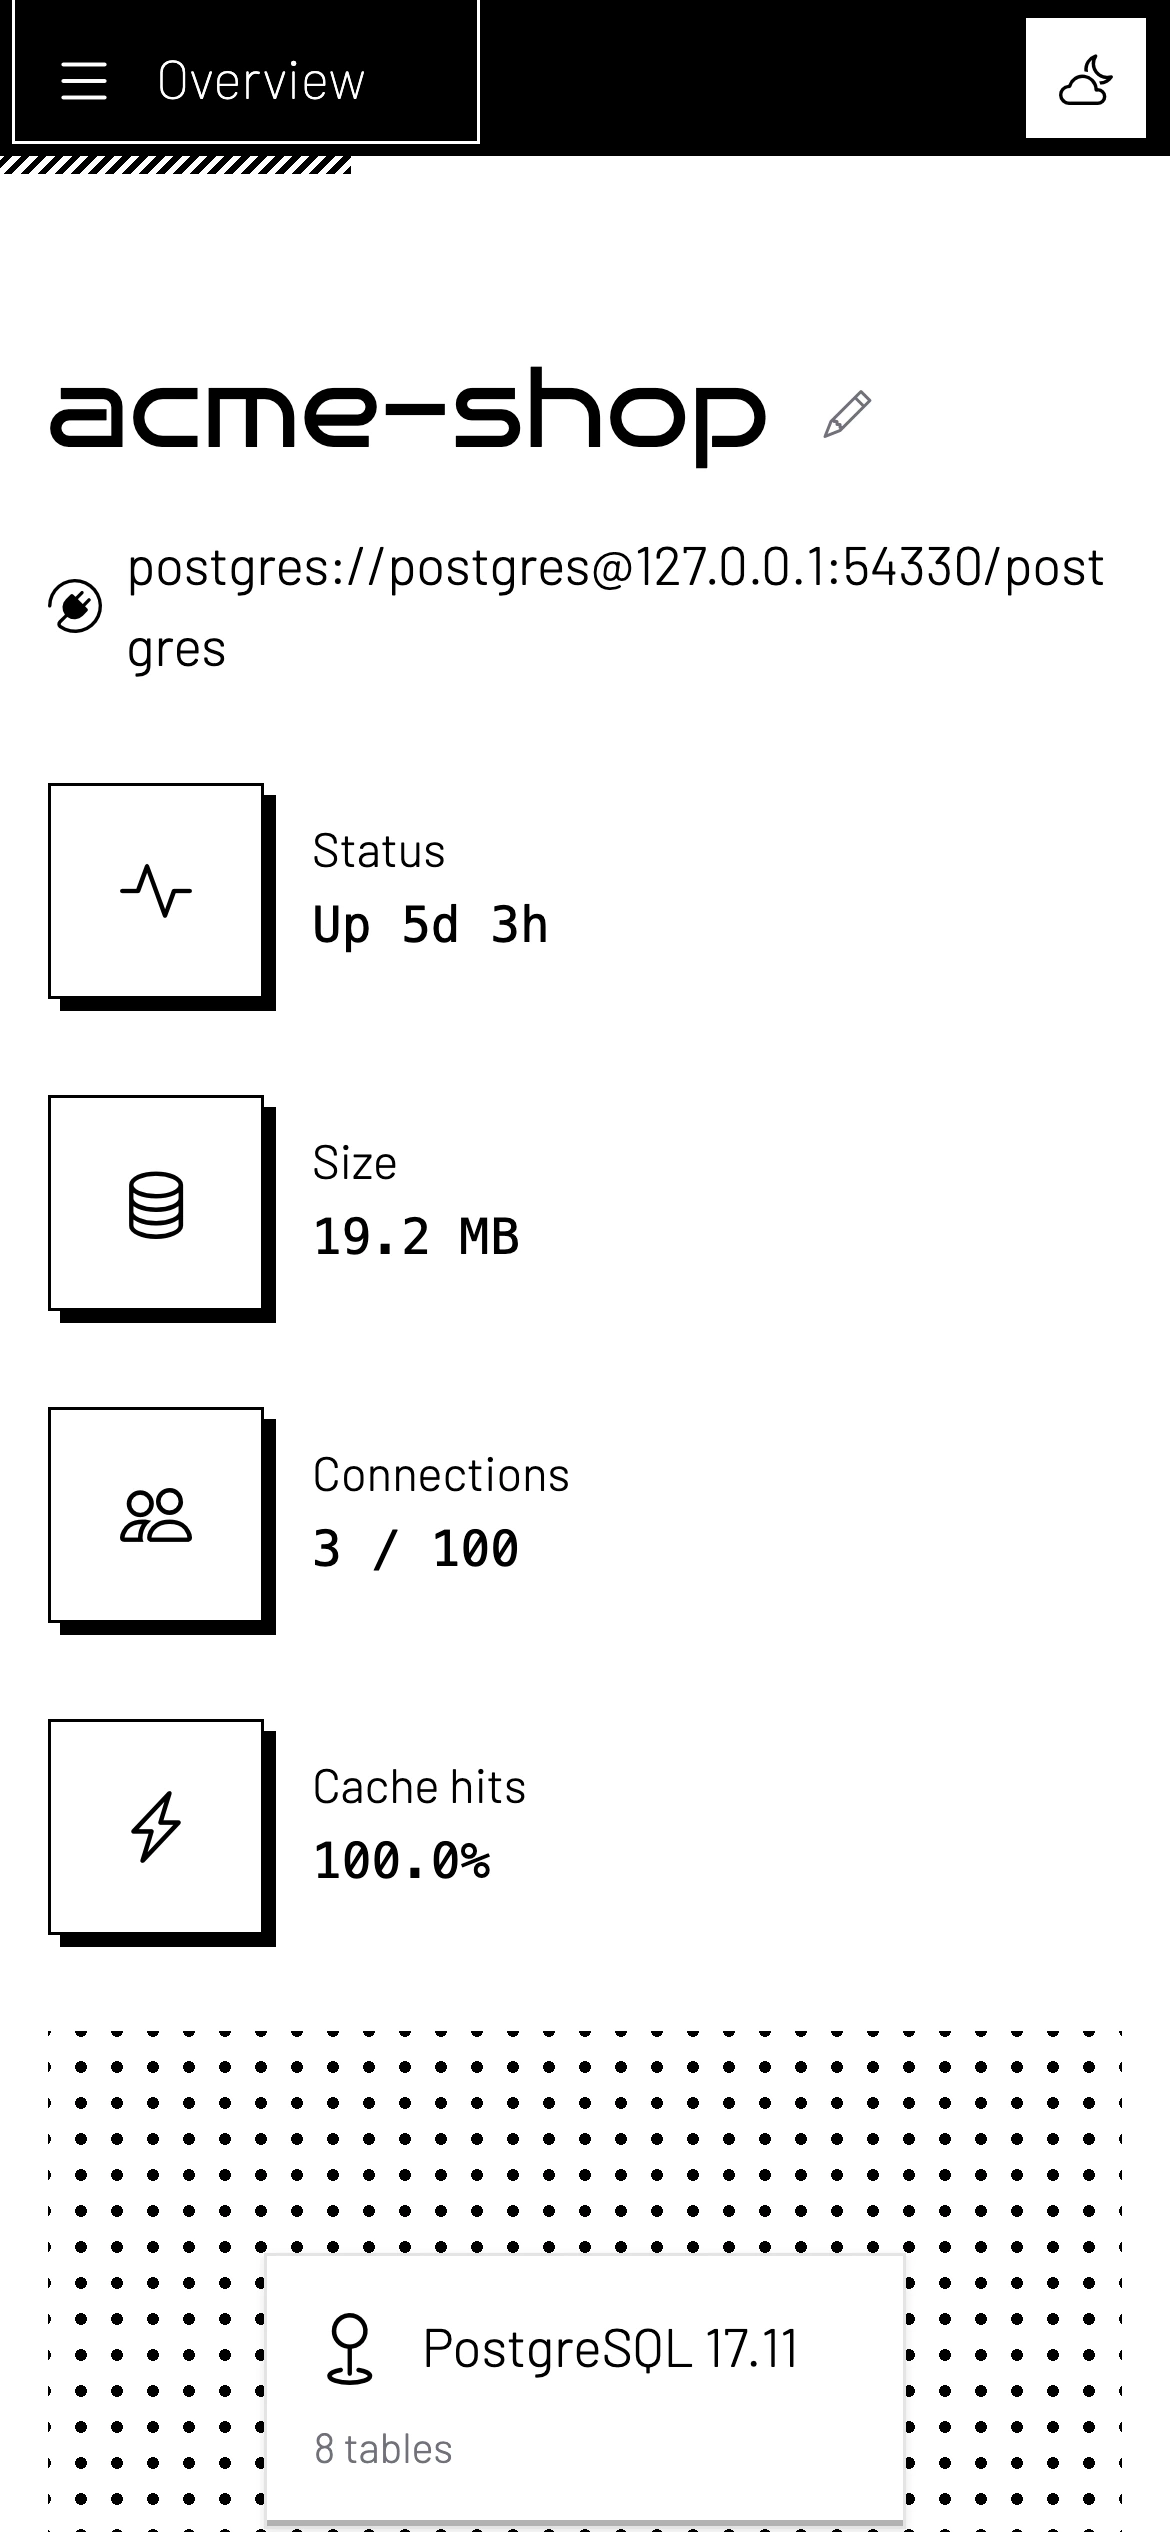 Overview
acme-shop
postgres://postgres@127.0.0.1:54330/post
gres
Status
Up 5d 3h
Size
19.2 MB
Connections
3 / 100
Cache hits
100.0%
PostgreSQL 17.11
8 tables